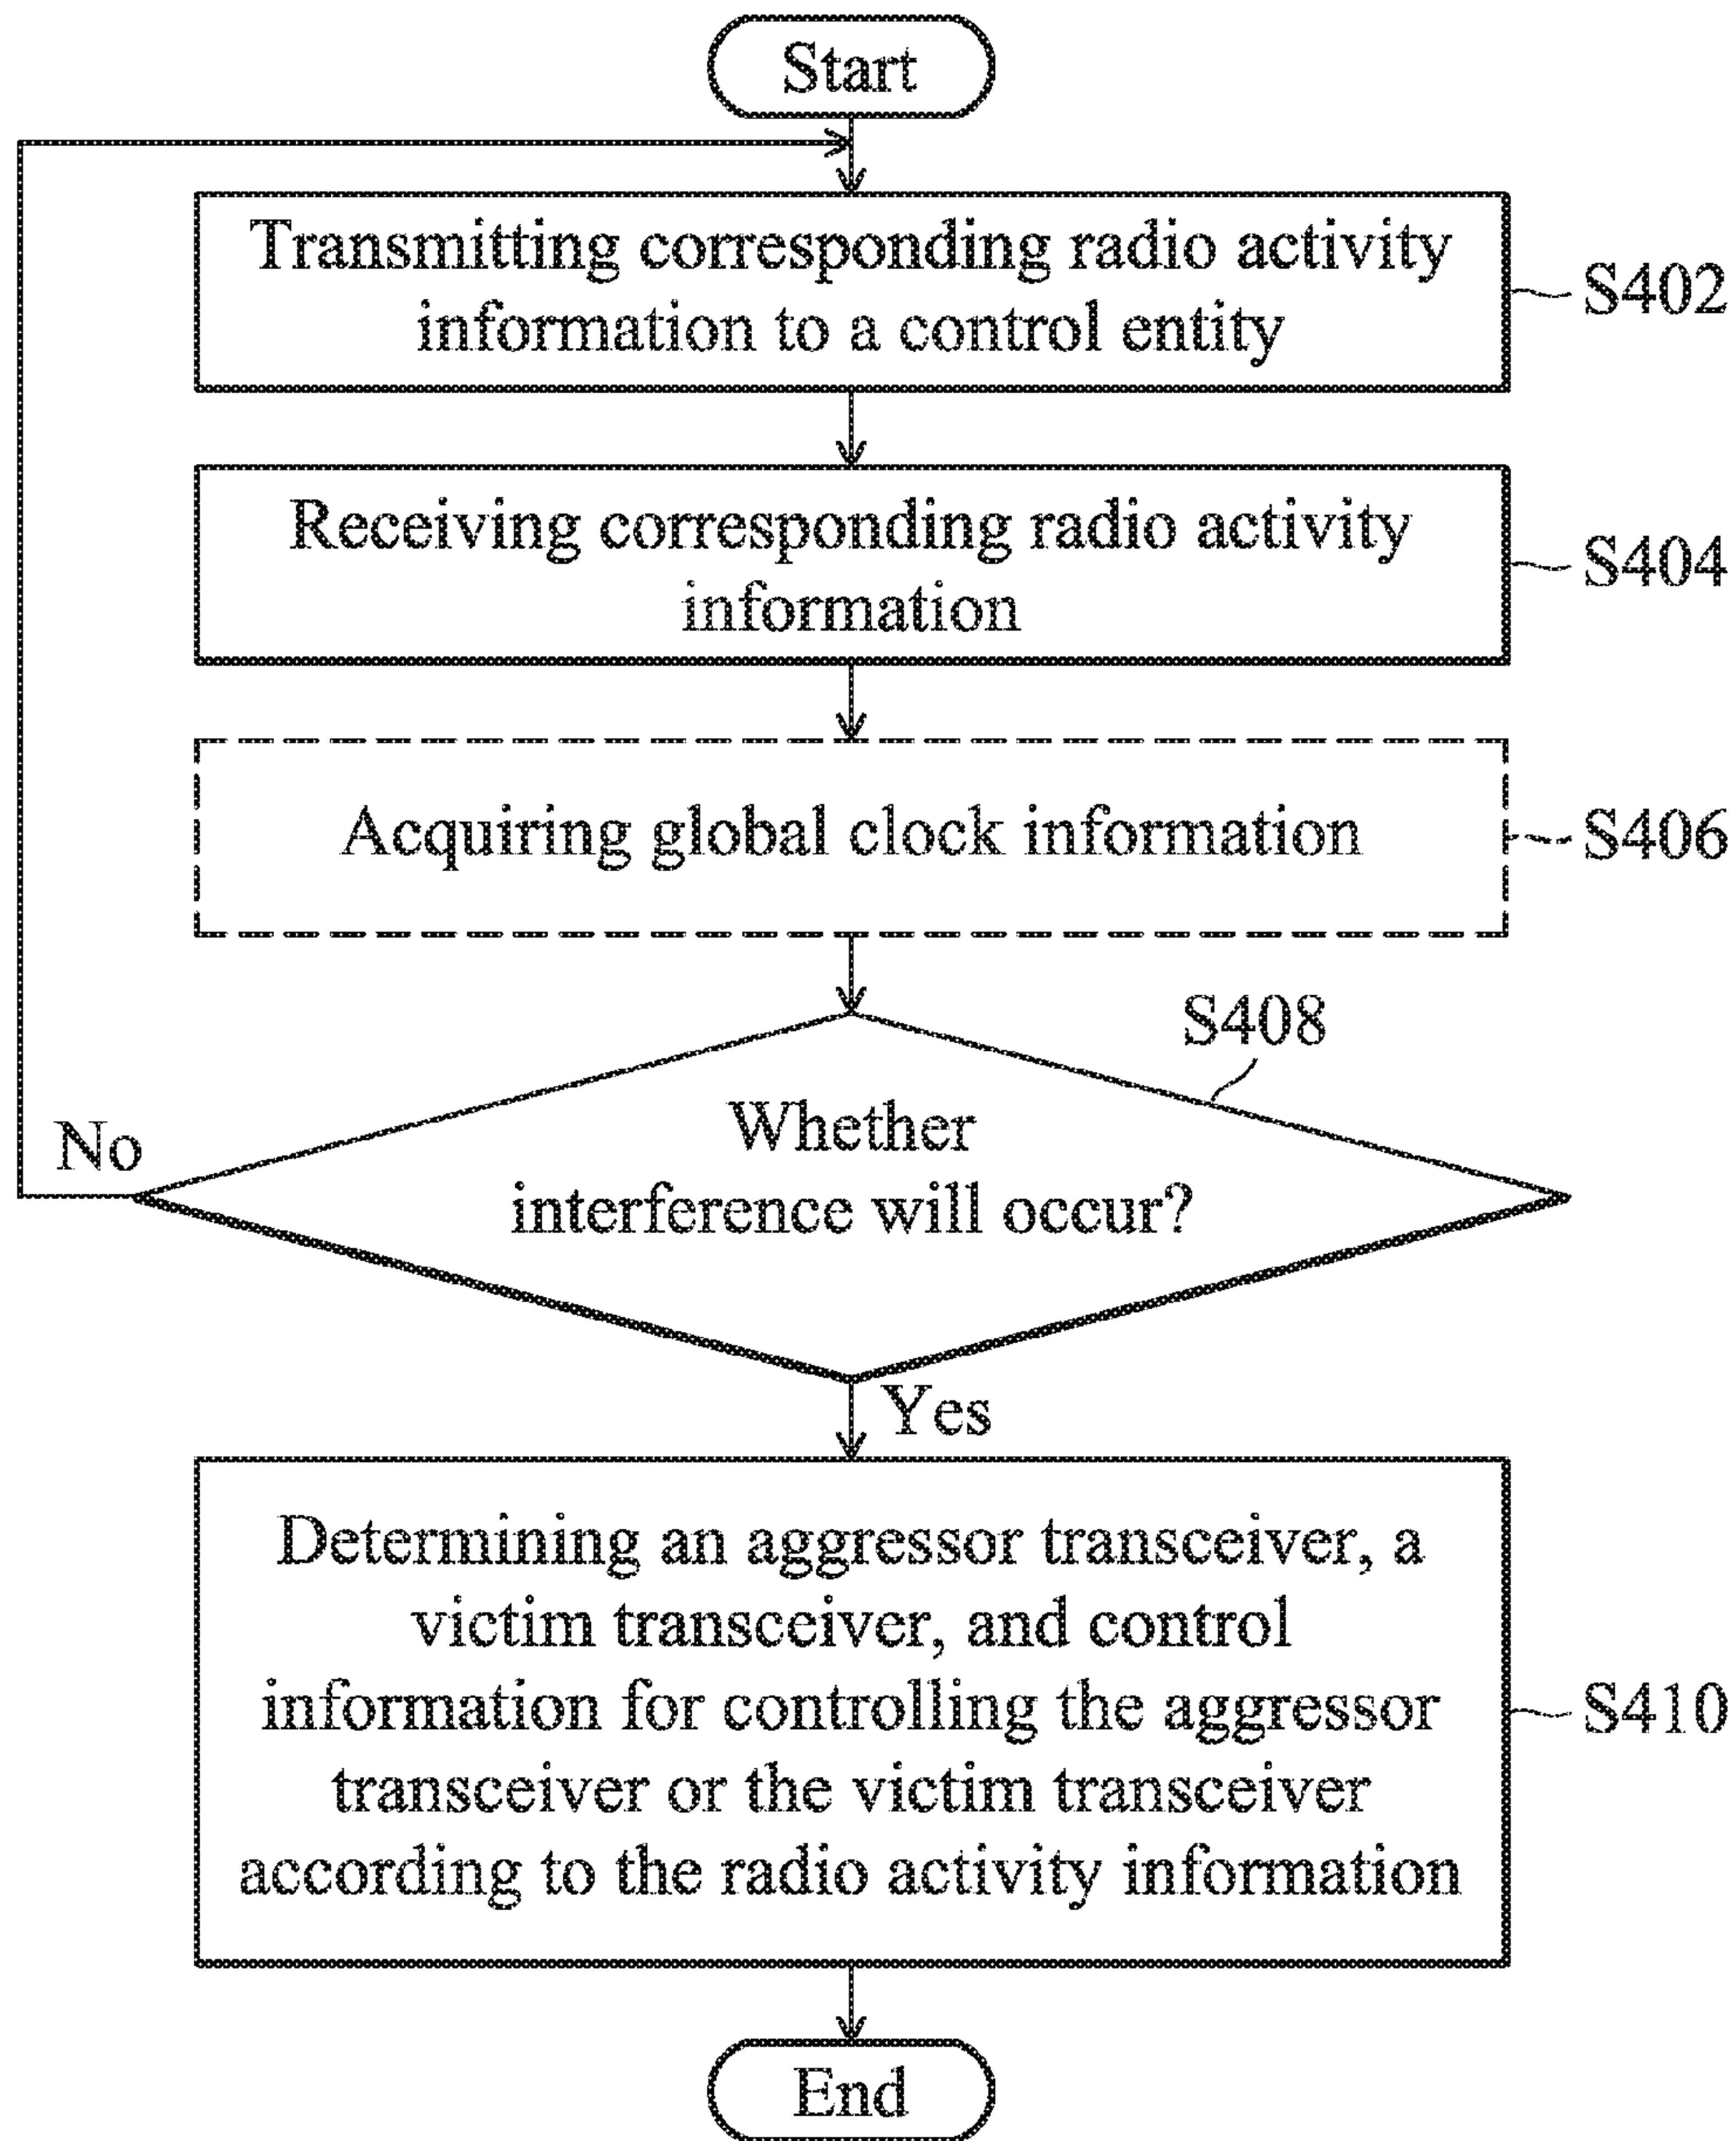 Start
Transmitting corresponding radio activity
information to a control entity
S402
Receiving corresponding radio activity
information
S404
Acquiring global clock information
S406
S408
Whether
interference will occur?
No
Yes
Determining an aggressor transceiver, a
victim transceiver, and control
information for controlling the aggressor
transceiver or the victim transceiver
according to the radio activity information
S410
End